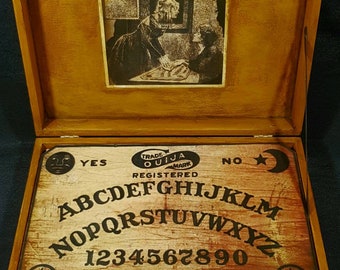 YES TRADE OUIJA MARK NO
REGISTERED
ABCDEFGHIJKLM
NOPQRSTUVWXYZ
1234567890